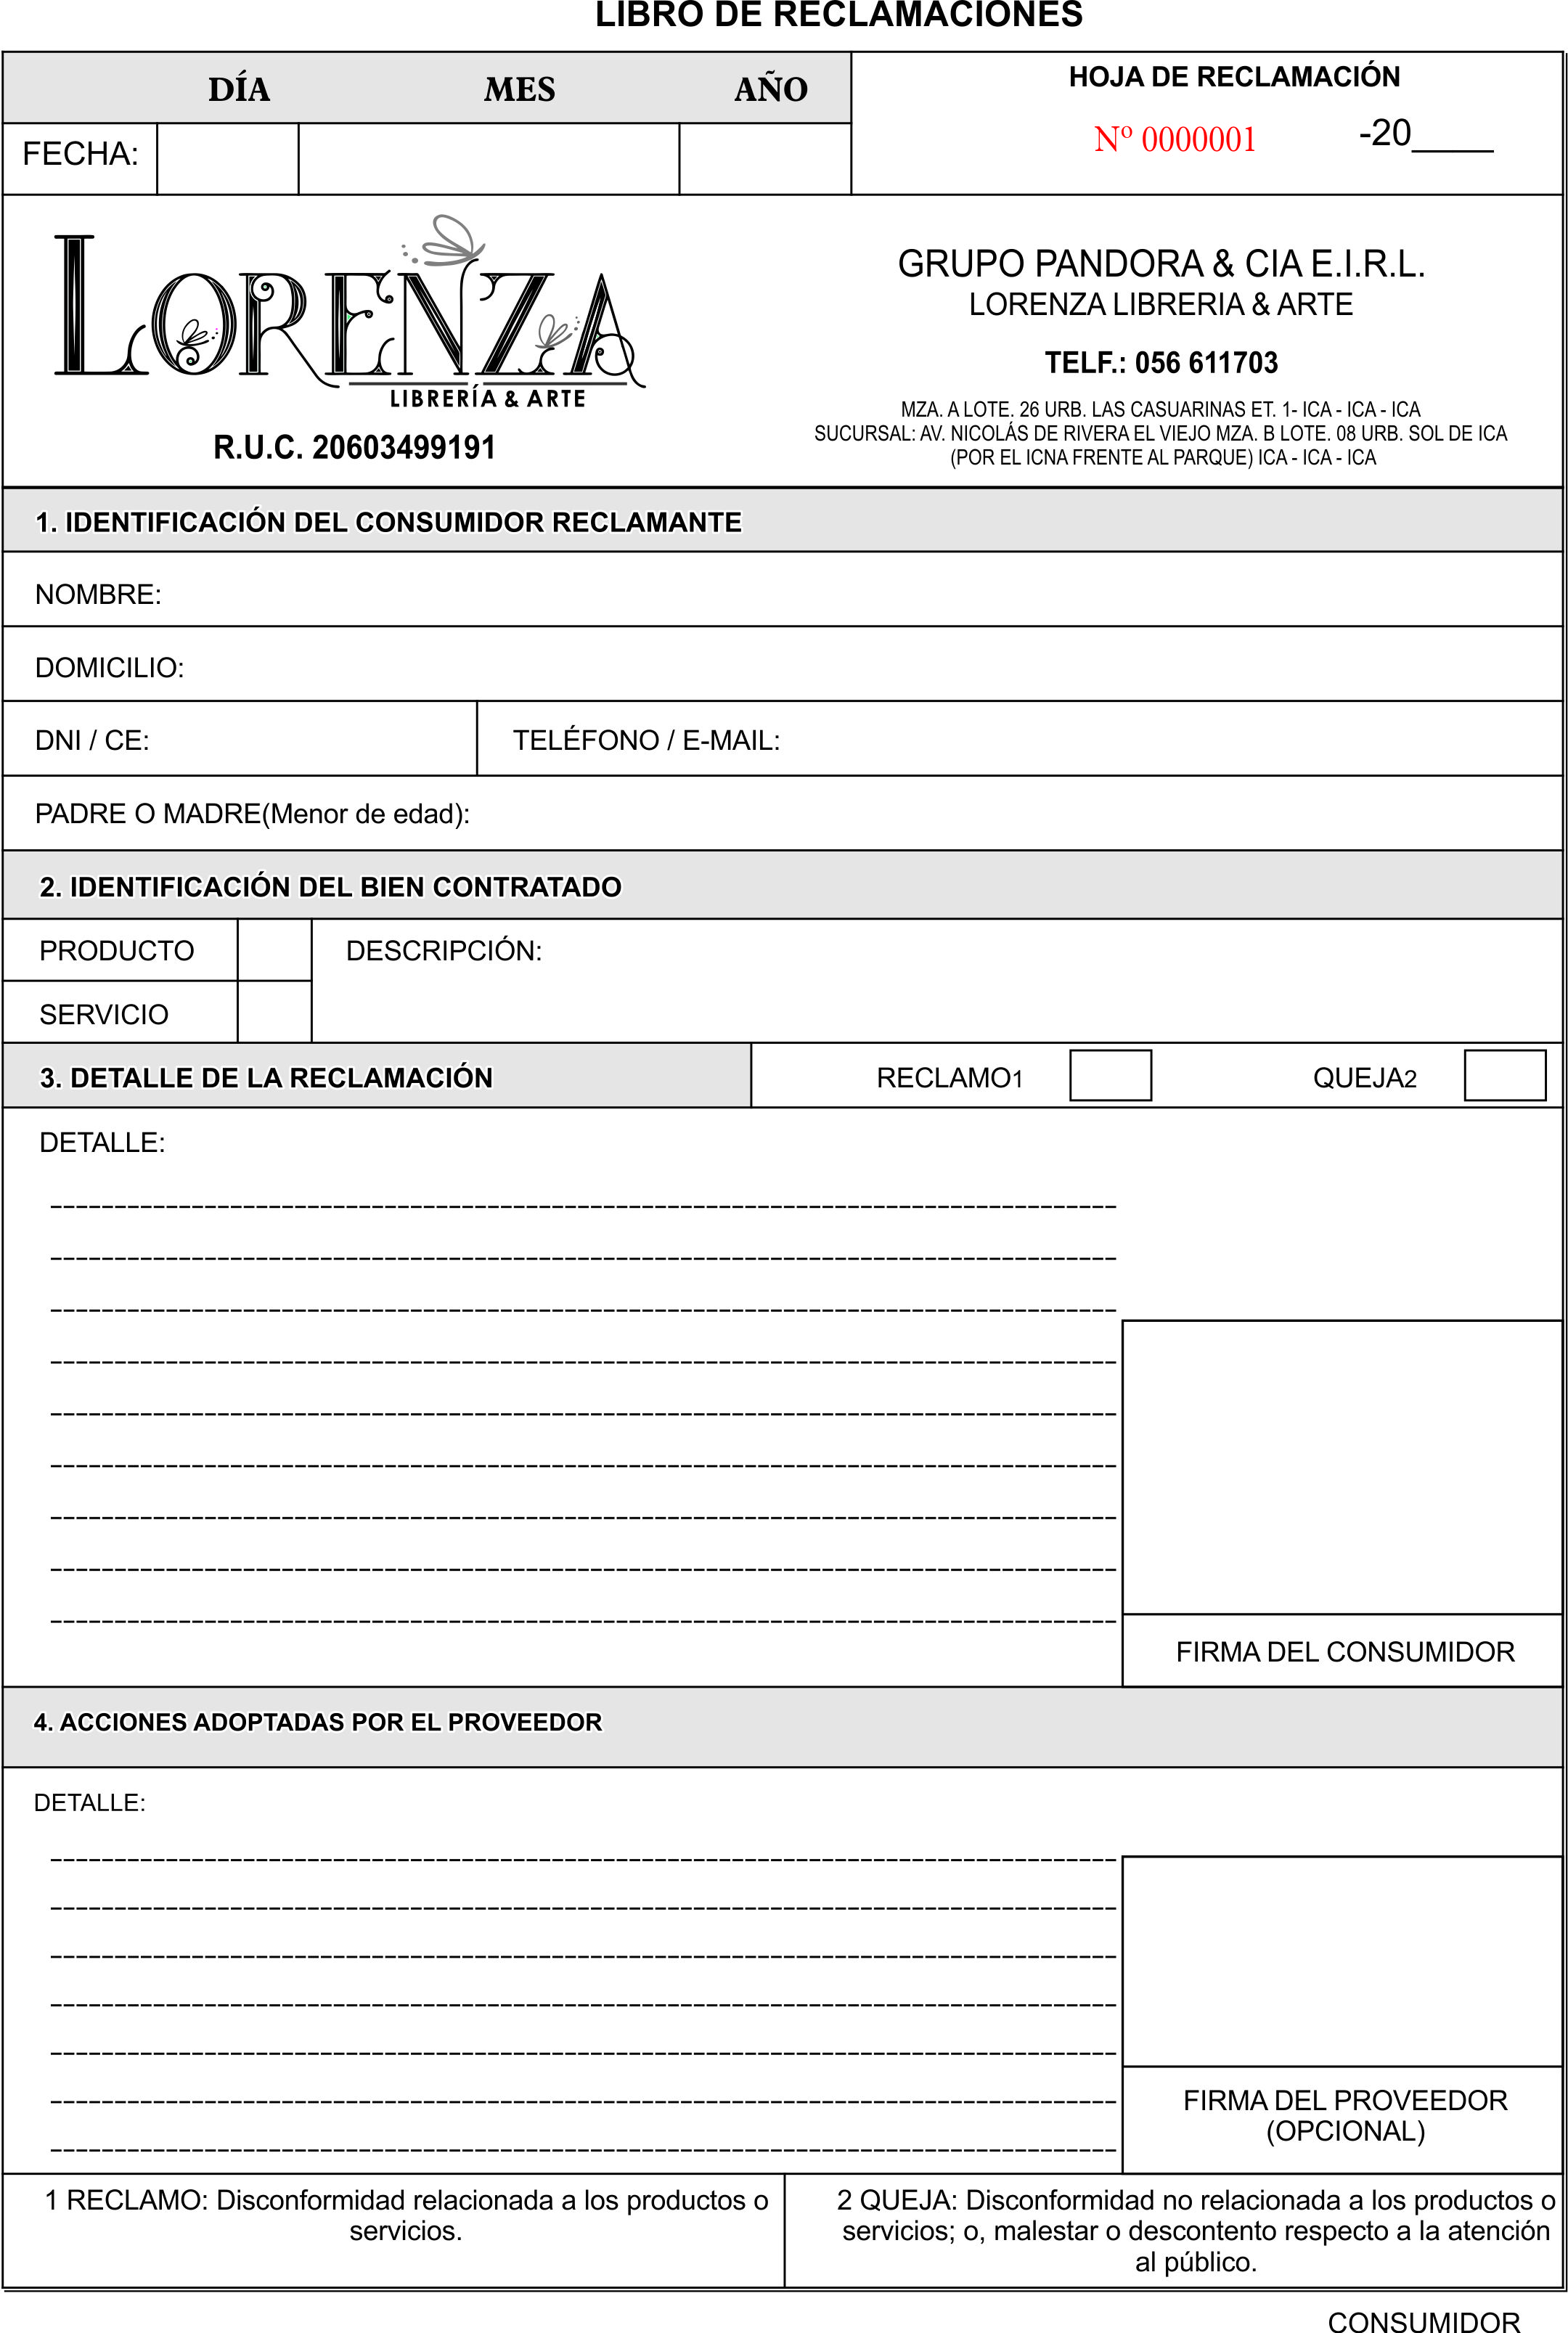 LIBRO DE RECLAMACIONES
DÍA MES AÑO
HOJA DE RECLAMACIÓN
FECHA:
Nº 0000001 -20_____
LORENZA
LIBRERÍA & ARTE
R.U.C. 20603499191
GRUPO PANDORA & CIA E.I.R.L.
LORENZA LIBRERIA & ARTE
TELF.: 056 611703
MZA. A LOTE. 26 URB. LAS CASUARINAS ET. 1- ICA - ICA - ICA
SUCURSAL: AV. NICOLÁS DE RIVERA EL VIEJO MZA. B LOTE. 08 URB. SOL DE ICA
(POR EL ICNA FRENTE AL PARQUE) ICA - ICA - ICA
1. IDENTIFICACIÓN DEL CONSUMIDOR RECLAMANTE
NOMBRE:
DOMICILIO:
DNI / CE: TELÉFONO / E-MAIL:
PADRE O MADRE(Menor de edad):
2. IDENTIFICACIÓN DEL BIEN CONTRATADO
PRODUCTO DESCRIPCIÓN:
SERVICIO
3. DETALLE DE LA RECLAMACIÓN RECLAMO1 QUEJA2
DETALLE:
FIRMA DEL CONSUMIDOR
4. ACCIONES ADOPTADAS POR EL PROVEEDOR
DETALLE:
FIRMA DEL PROVEEDOR
(OPCIONAL)
1 RECLAMO: Disconformidad relacionada a los productos o
servicios.
2 QUEJA: Disconformidad no relacionada a los productos o
servicios; o, malestar o descontento respecto a la atención
al público.
CONSUMIDOR